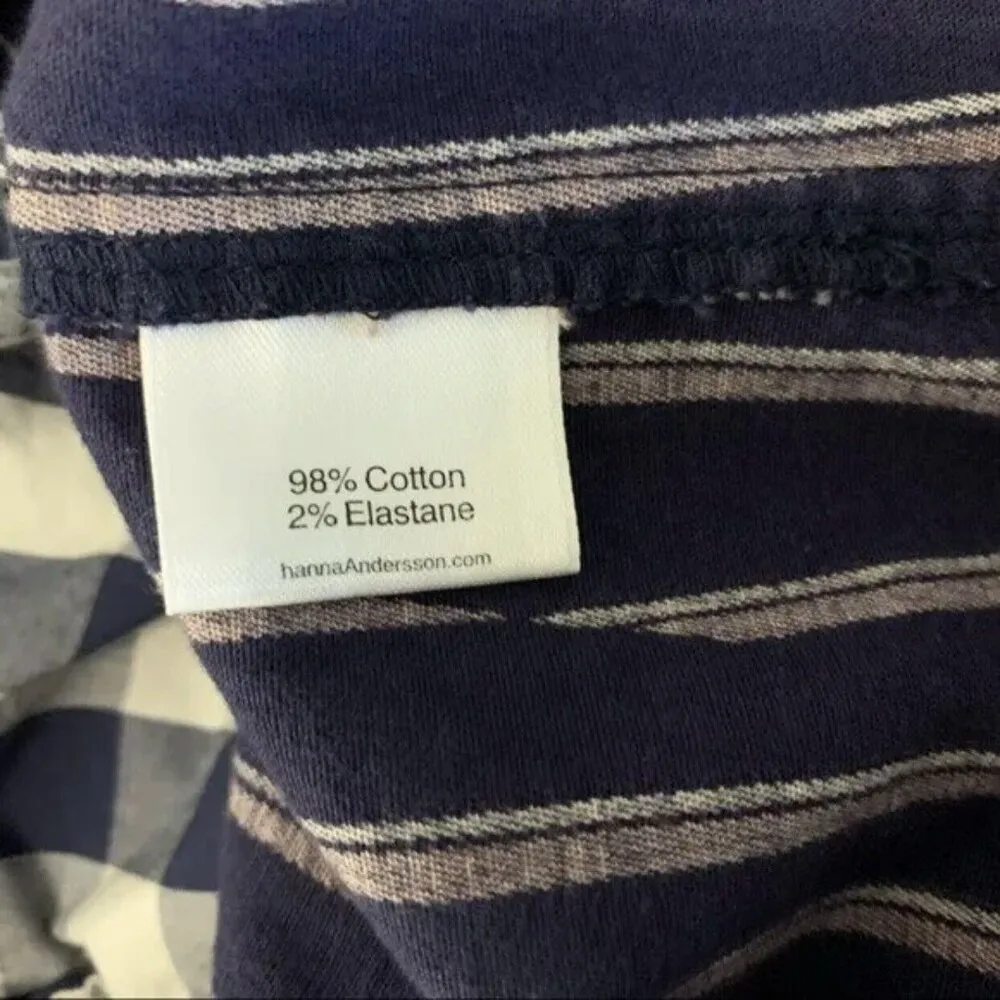 98% Cotton
2% Elastane
hannaAndersson.com